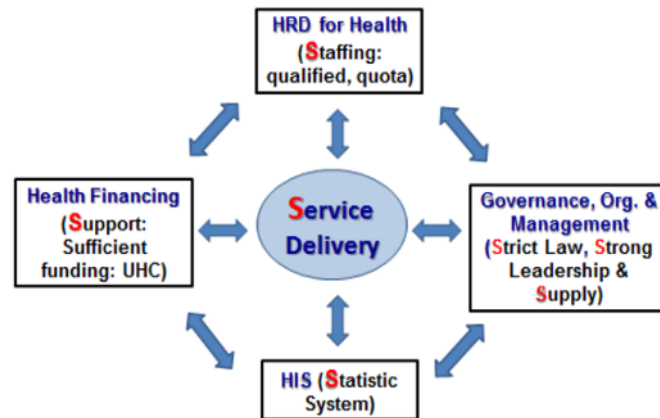 HRD for Health
(Staffing:
qualified, quota)
Health Financing
(Support:
Sufficient
funding: UHC)
Service
Delivery
Governance, Org. &
Management
(Strict Law, Strong
Leadership &
Supply)
HIS (Statistic
System)